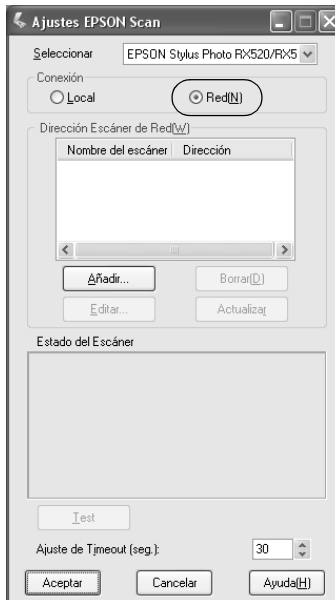 Ajustes EPSON Scan
Seleccionar EPSON Stylus Photo RX520/RX5
Conexión
Local Red(N)
Dirección Escáner de Red(W)
Nombre del escáner Dirección
Añadir... Borrar(D)
Editar... Actualizar
Estado del Escáner
Test
Ajuste de Timeout (seg.): 30
Aceptar Cancelar Ayuda(H)